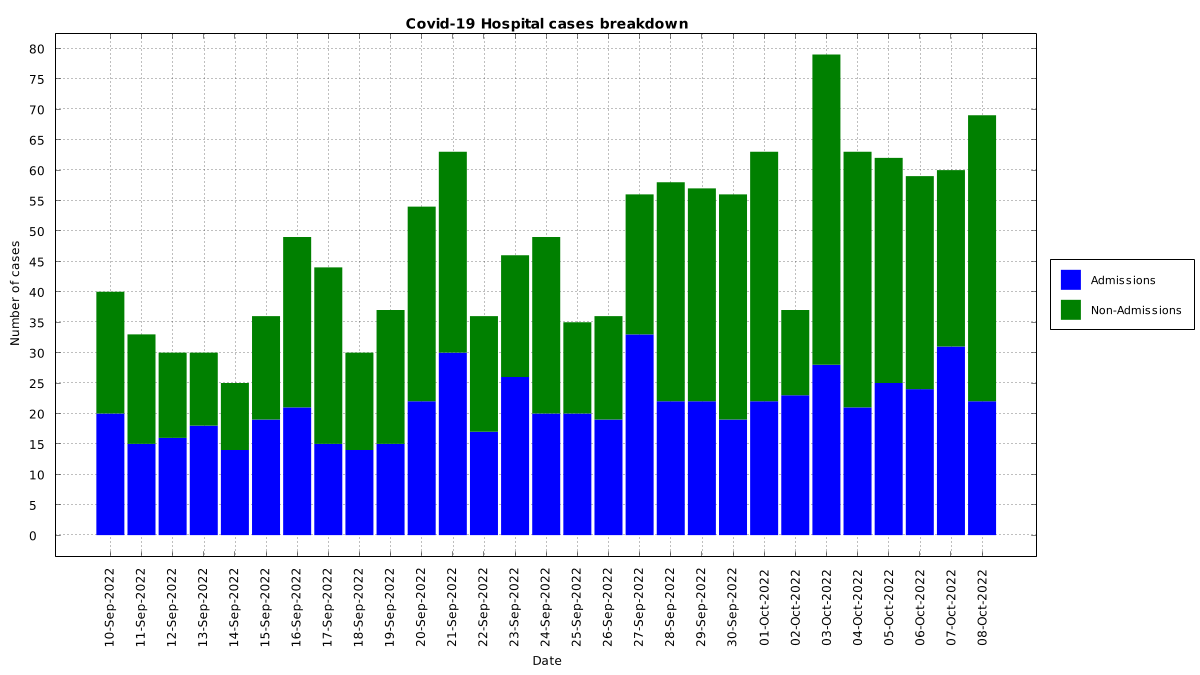 Covid-19 Hospital cases breakdown
80
75
70
65
60
55
50
45
40
35
30
25
20
15
10
5
0
Number of cases
10-Sep-2022
11-Sep-2022
12-Sep-2022
13-Sep-2022
14-Sep-2022
15-Sep-2022
16-Sep-2022
17-Sep-2022
18-Sep-2022
19-Sep-2022
20-Sep-2022
21-Sep-2022
22-Sep-2022
23-Sep-2022
24-Sep-2022
25-Sep-2022
26-Sep-2022
27-Sep-2022
28-Sep-2022
29-Sep-2022
30-Sep-2022
01-Oct-2022
02-Oct-2022
03-Oct-2022
04-Oct-2022
05-Oct-2022
06-Oct-2022
07-Oct-2022
08-Oct-2022
Date
Admissions
Non-Admissions